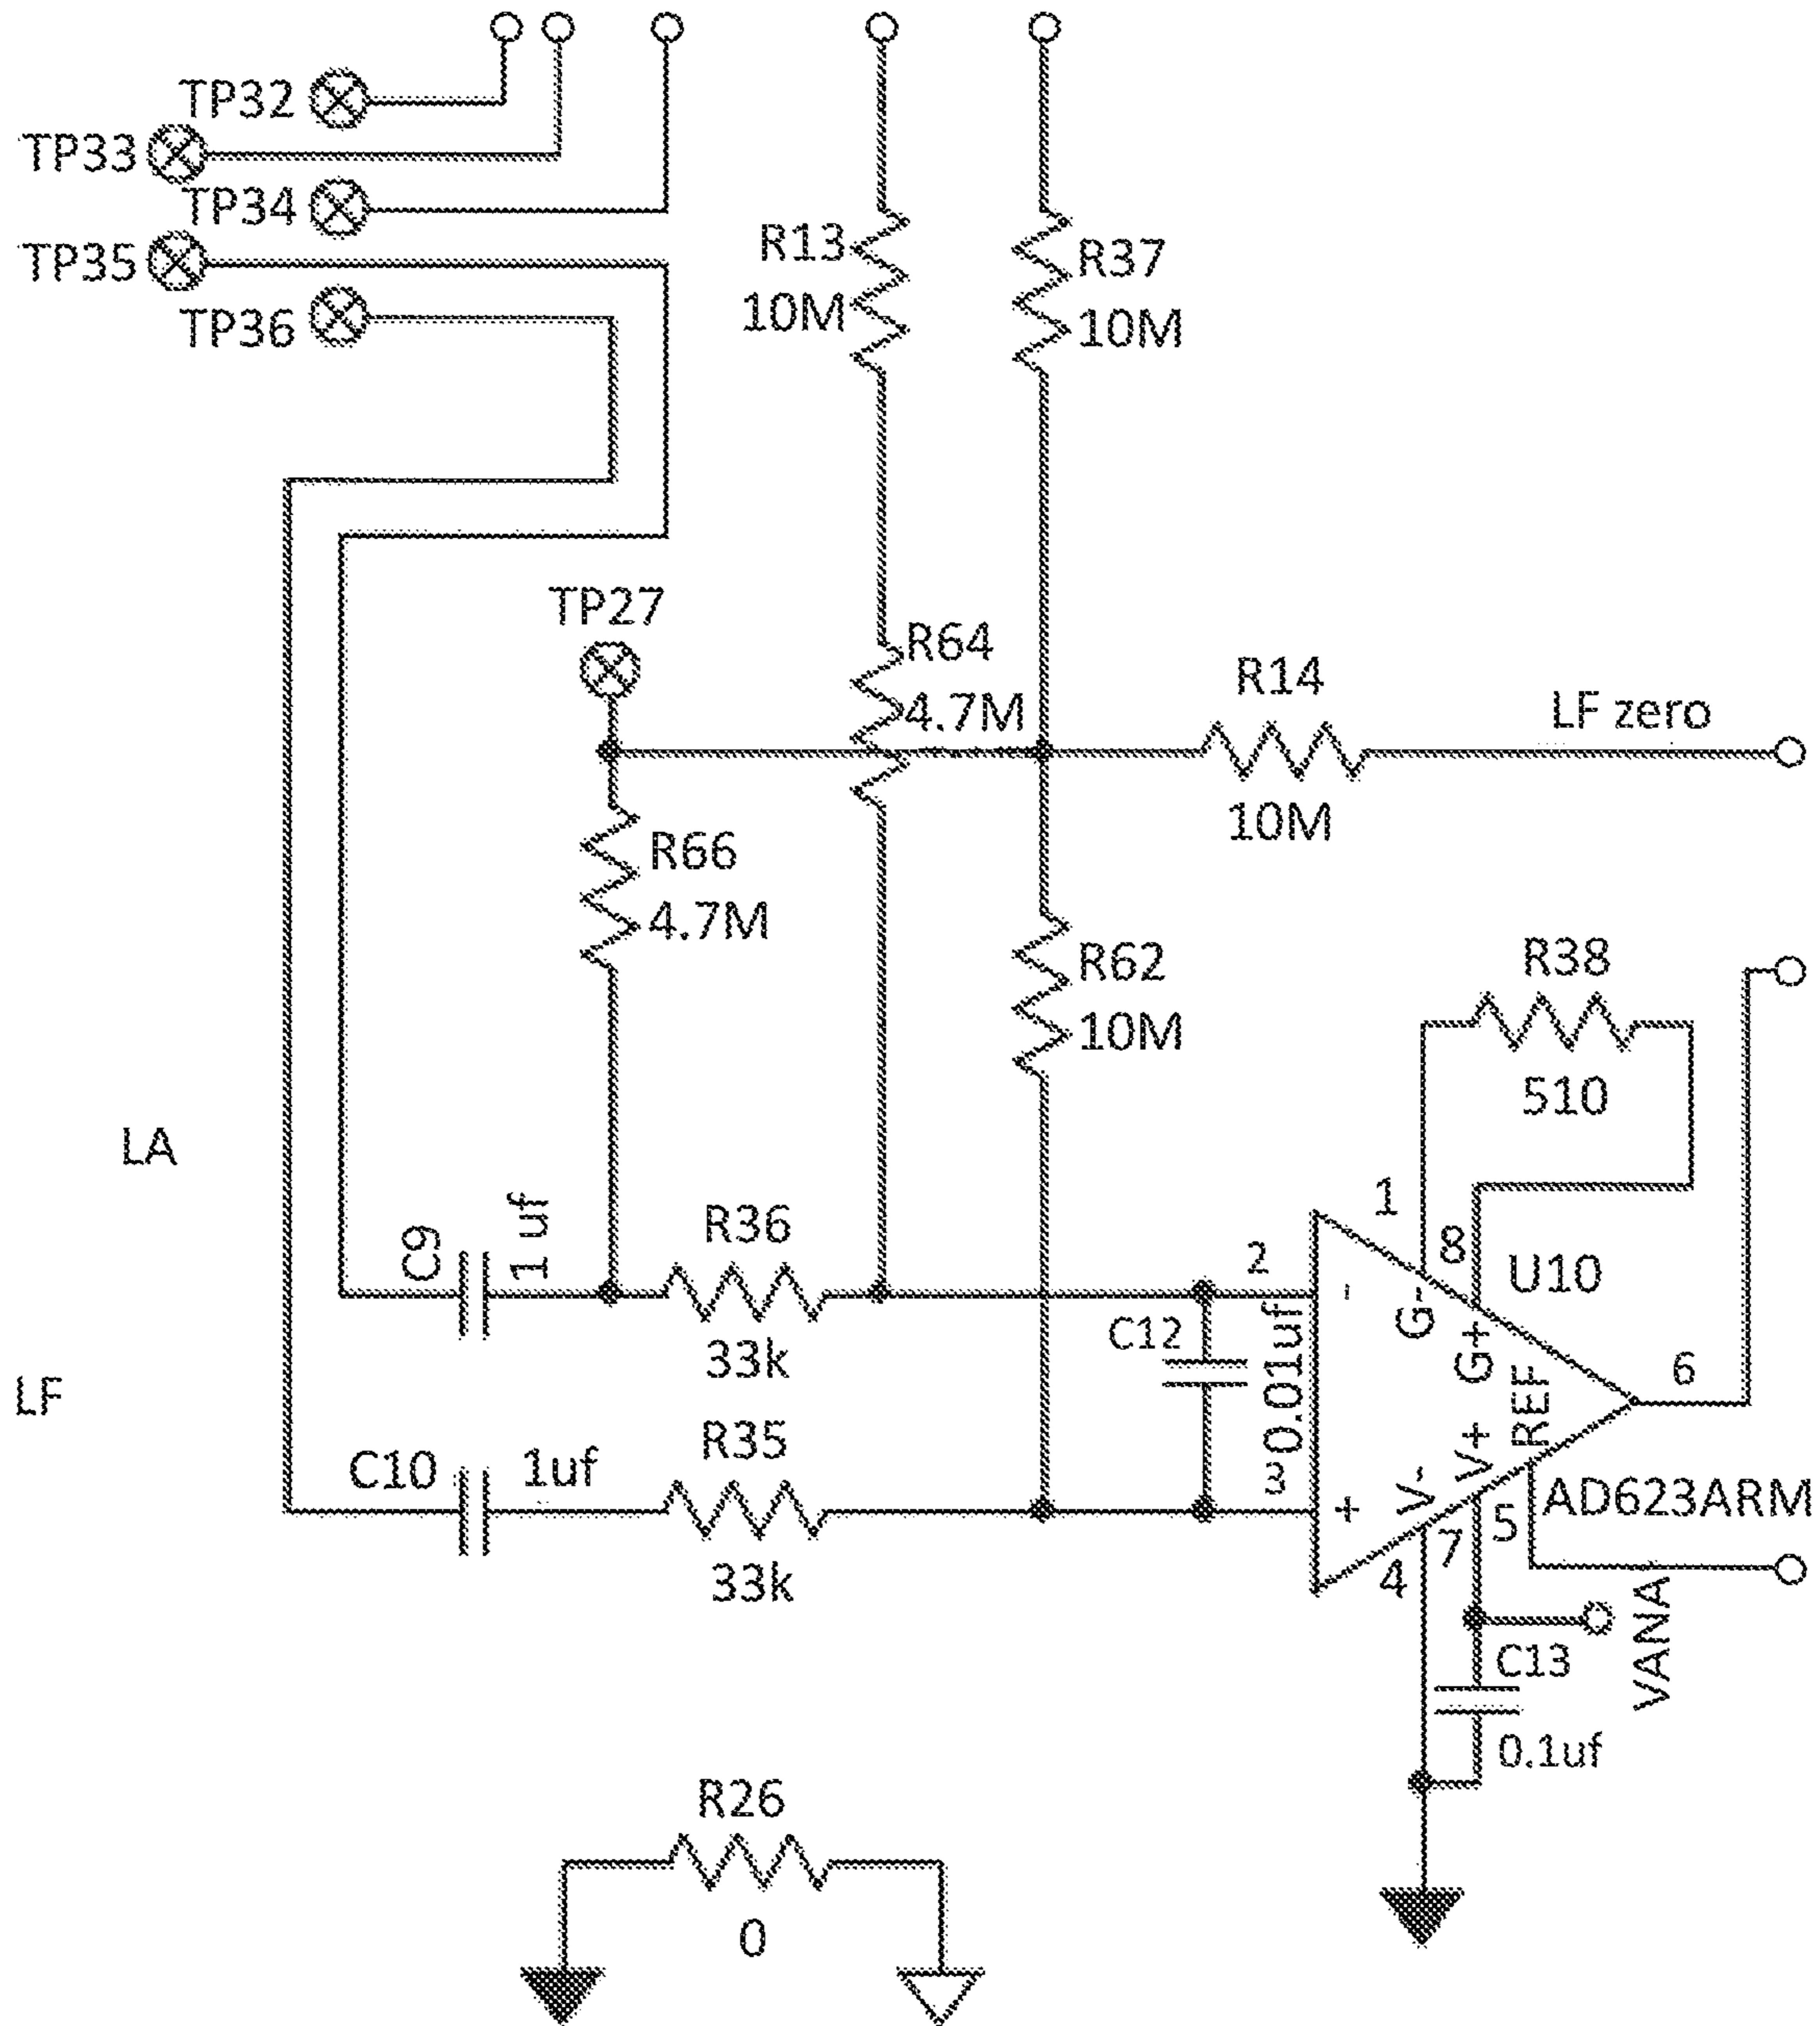 TP32
TP33
TP34
TP35
TP36
R13
10M
R37
10M
TP27
R64
4.7M
R14
10M
LF zero
R66
4.7M
R62
10M
R38
510
LA
C9
1 uf
R36
33k
2
1
8
U10
-
G-
G+
C12
0.01uf
6
LF
C10
1uf
R35
33k
3
+
V-
V+
REF
4
7
5
AD623ARM
VANA
C13
0.1uf
R26
0